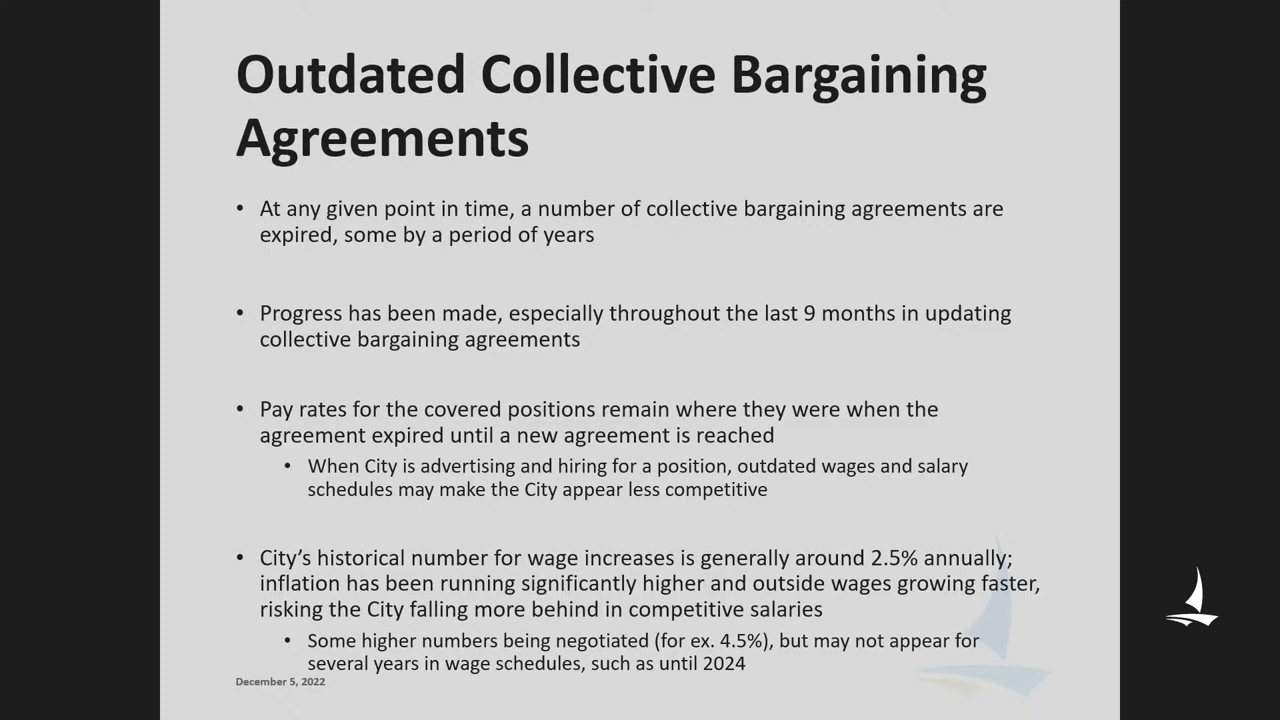 Outdated Collective Bargaining
Agreements
• At any given point in time, a number of collective bargaining agreements are
expired, some by a period of years
• Progress has been made, especially throughout the last 9 months in updating
collective bargaining agreements
• Pay rates for the covered positions remain where they were when the
agreement expired until a new agreement is reached
• When City is advertising and hiring for a position, outdated wages and salary
schedules may make the City appear less competitive
• City’s historical number for wage increases is generally around 2.5% annually;
inflation has been running significantly higher and outside wages growing faster,
risking the City falling more behind in competitive salaries
• Some higher numbers being negotiated (for ex. 4.5%), but may not appear for
several years in wage schedules, such as until 2024
December 5, 2022